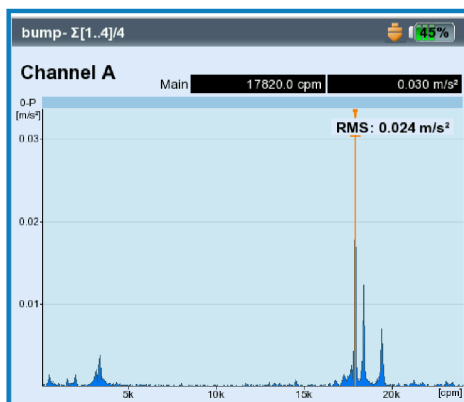 bump- Σ[1..4]/4 45%
Channel A
Main 17820.0 cpm 0.030 m/s²
0-P
[m/s²]
RMS: 0.024 m/s²
0.03
0.02
0.01
5k 10k 15k 20k [cpm]